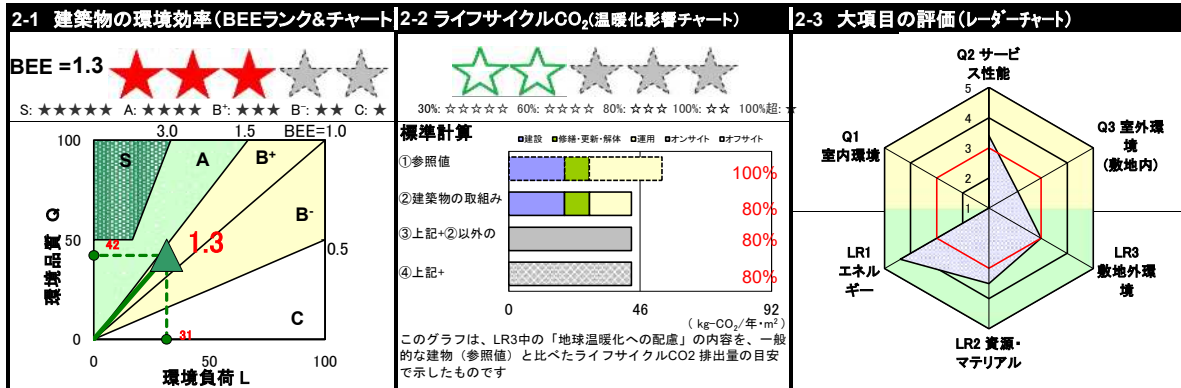 2-1 建築物の環境効率(BEEランク&チャート
BEE =1.3
S: ★★★★★ A: ★★★★ B+: ★★★ B-: ★★ C: ★
3.0 1.5 BEE=1.0
100
S A B+
B-
50
0.5
42
1.3
C
31
0 50 100
環境品質 Q
環境負荷 L
2-2 ライフサイクルCO2(温暖化影響チャート)
30%: ☆☆☆☆☆ 60%: ☆☆☆☆ 80%: ☆☆☆ 100%: ☆☆ 100%超: ★
標準計算
建設 修繕・更新・解体 運用 オンサイト オフサイト
①参照値 100%
②建築物の取組み 80%
③上記+②以外の 80%
④上記+ 80%
0 46 92
( kg-CO2/年・m2 )
このグラフは、LR3中の「地球温暖化への配慮」の内容を、一般
的な建物（参照値）と比べたライフサイクルCO2 排出量の目安
で示したものです
2-3 大項目の評価(レーダーチャート)
Q2 サービ
ス性能
5
4
3
2
1
Q1
室内環境
Q3 室外環
境
(敷地内)
LR1
エネル
ギー
LR3
敷地外環
境
LR2 資源・
マテリアル